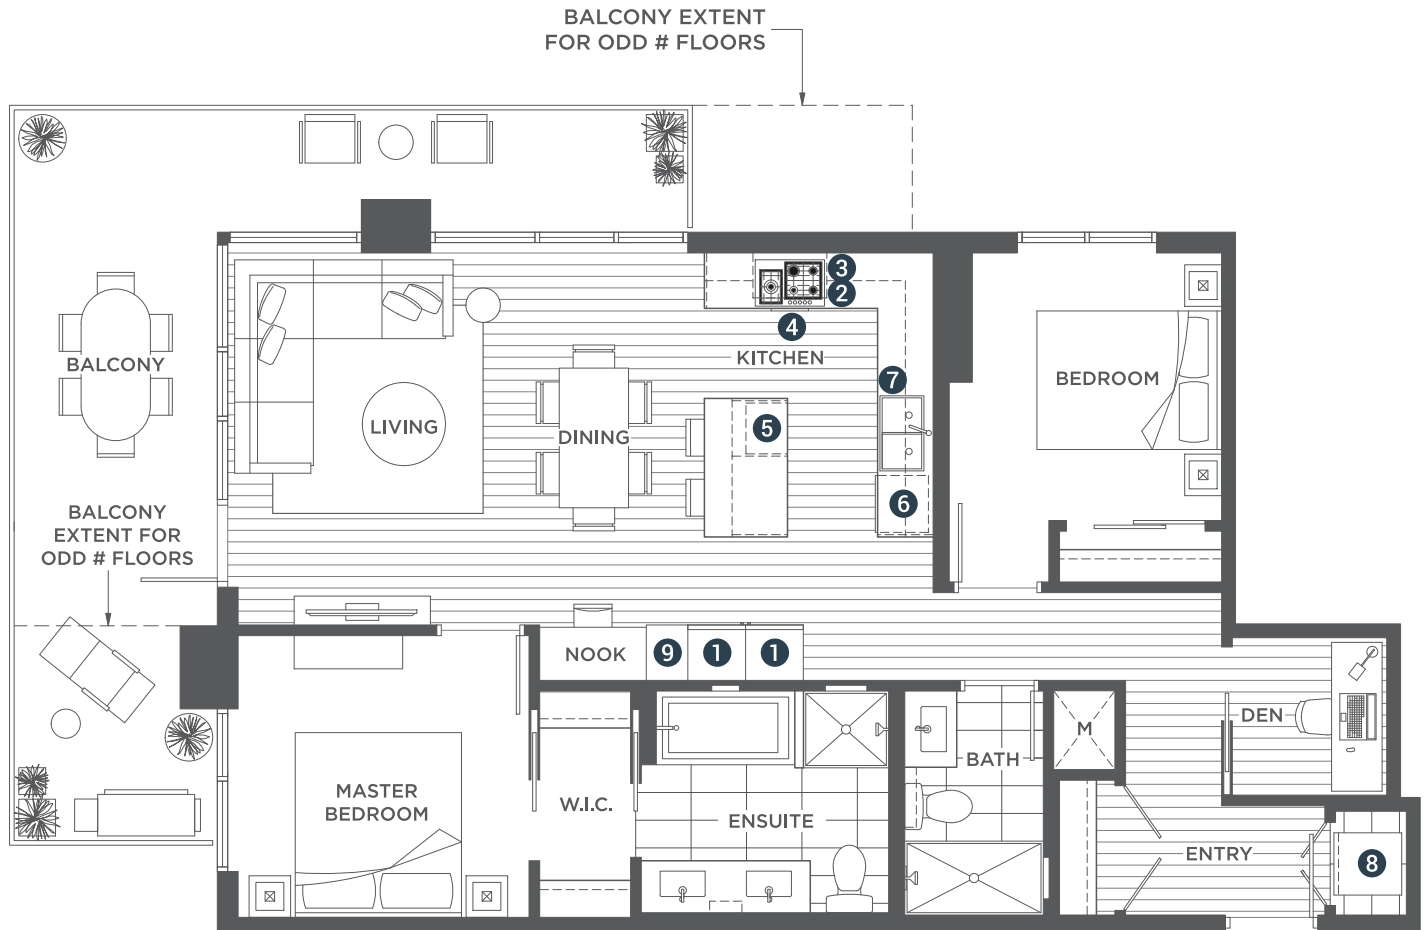 BALCONY EXTENT
FOR ODD # FLOORS
3
2
4
KITCHEN
7
BALCONY
BEDROOM
LIVING
DINING
5
6
BALCONY
EXTENT FOR
ODD # FLOORS
NOOK
9
1
1
DEN
M
BATH
MASTER
BEDROOM
W.I.C.
ENSUITE
ENTRY
8